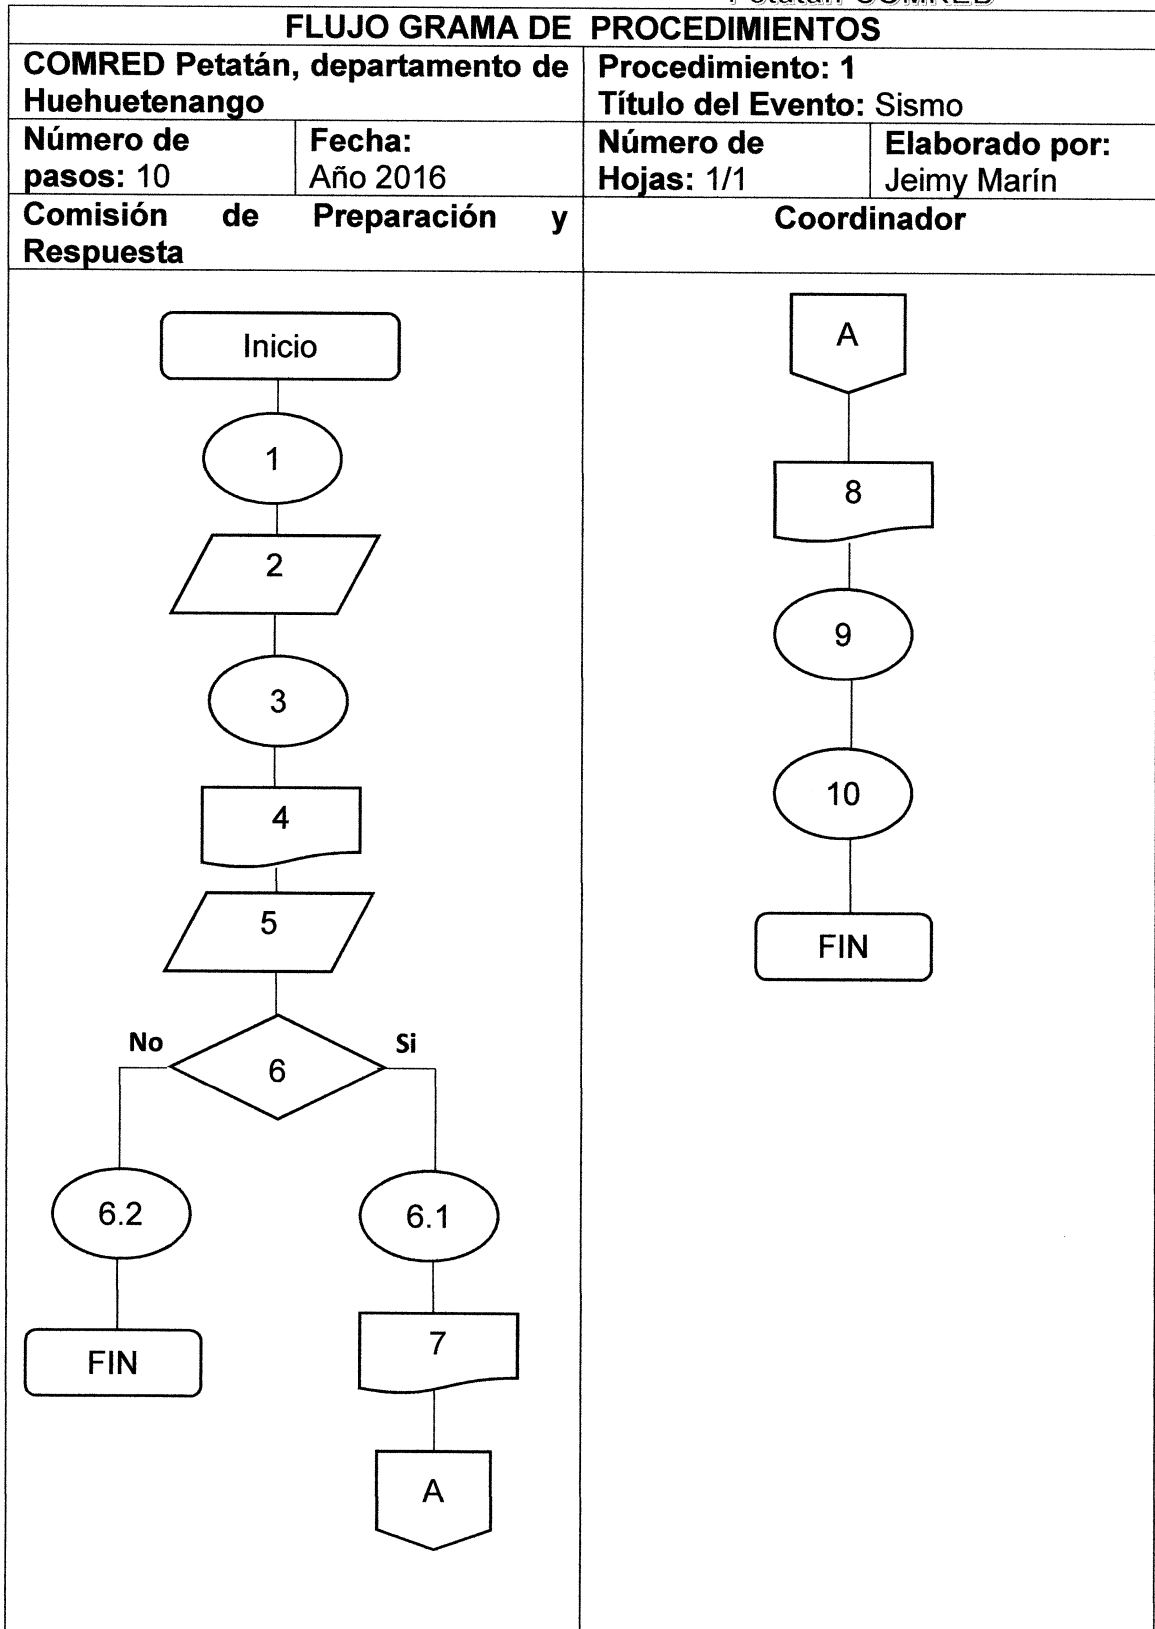 FLUJO GRAMA DE PROCEDIMIENTOS
COMRED Petatán, departamento de
Huehuetenango
Procedimiento: 1
Título del Evento: Sismo
Número de
pasos: 10
Fecha:
Año 2016
Número de
Hojas: 1/1
Elaborado por:
Jeimy Marín
Comisión de Preparación y
Respuesta
Coordinador
Inicio
1
2
3
4
5
No
6
Si
6.2
6.1
FIN
7
A
A
8
9
10
FIN